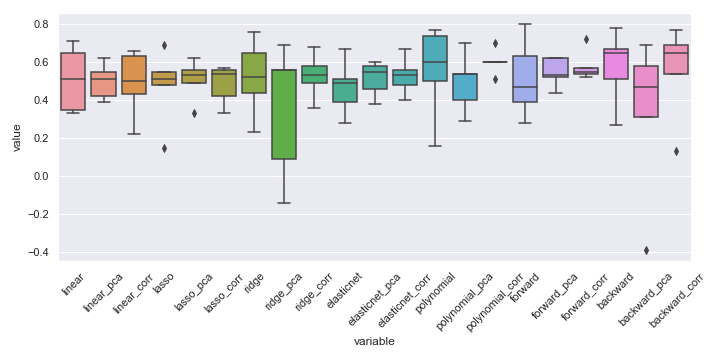 0.8
0.6
0.4
0.2
0.0
−0.2
−0.4
value
linear
linear_pca
linear_corr
lasso
lasso_pca
lasso_corr
ridge
ridge_pca
ridge_corr
elasticnet
elasticnet_pca
elasticnet_corr
polynomial
polynomial_pca
polynomial_corr
forward
forward_pca
forward_corr
backward
backward_pca
backward_corr
variable